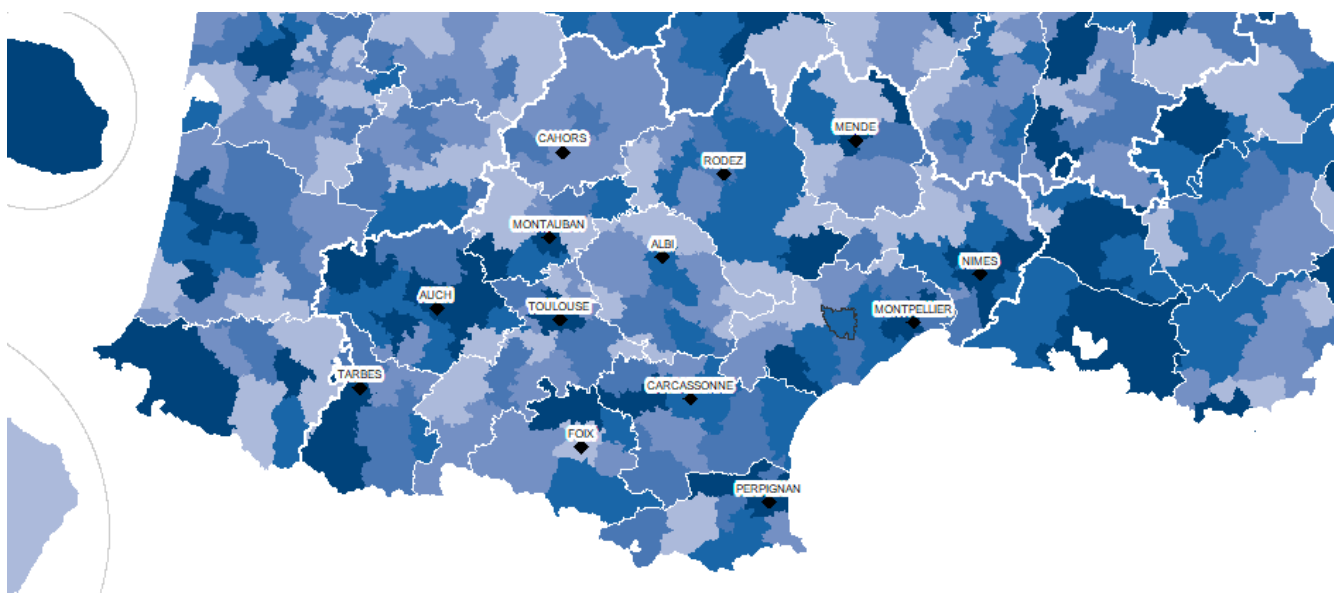 CAHORS
MENDE
RODEZ
MONTAUBAN
ALBI
NIMES
AUCH
TOULOUSE
MONTPELLIER
TARBES
CARCASSONNE
FOIX
PERPIGNAN